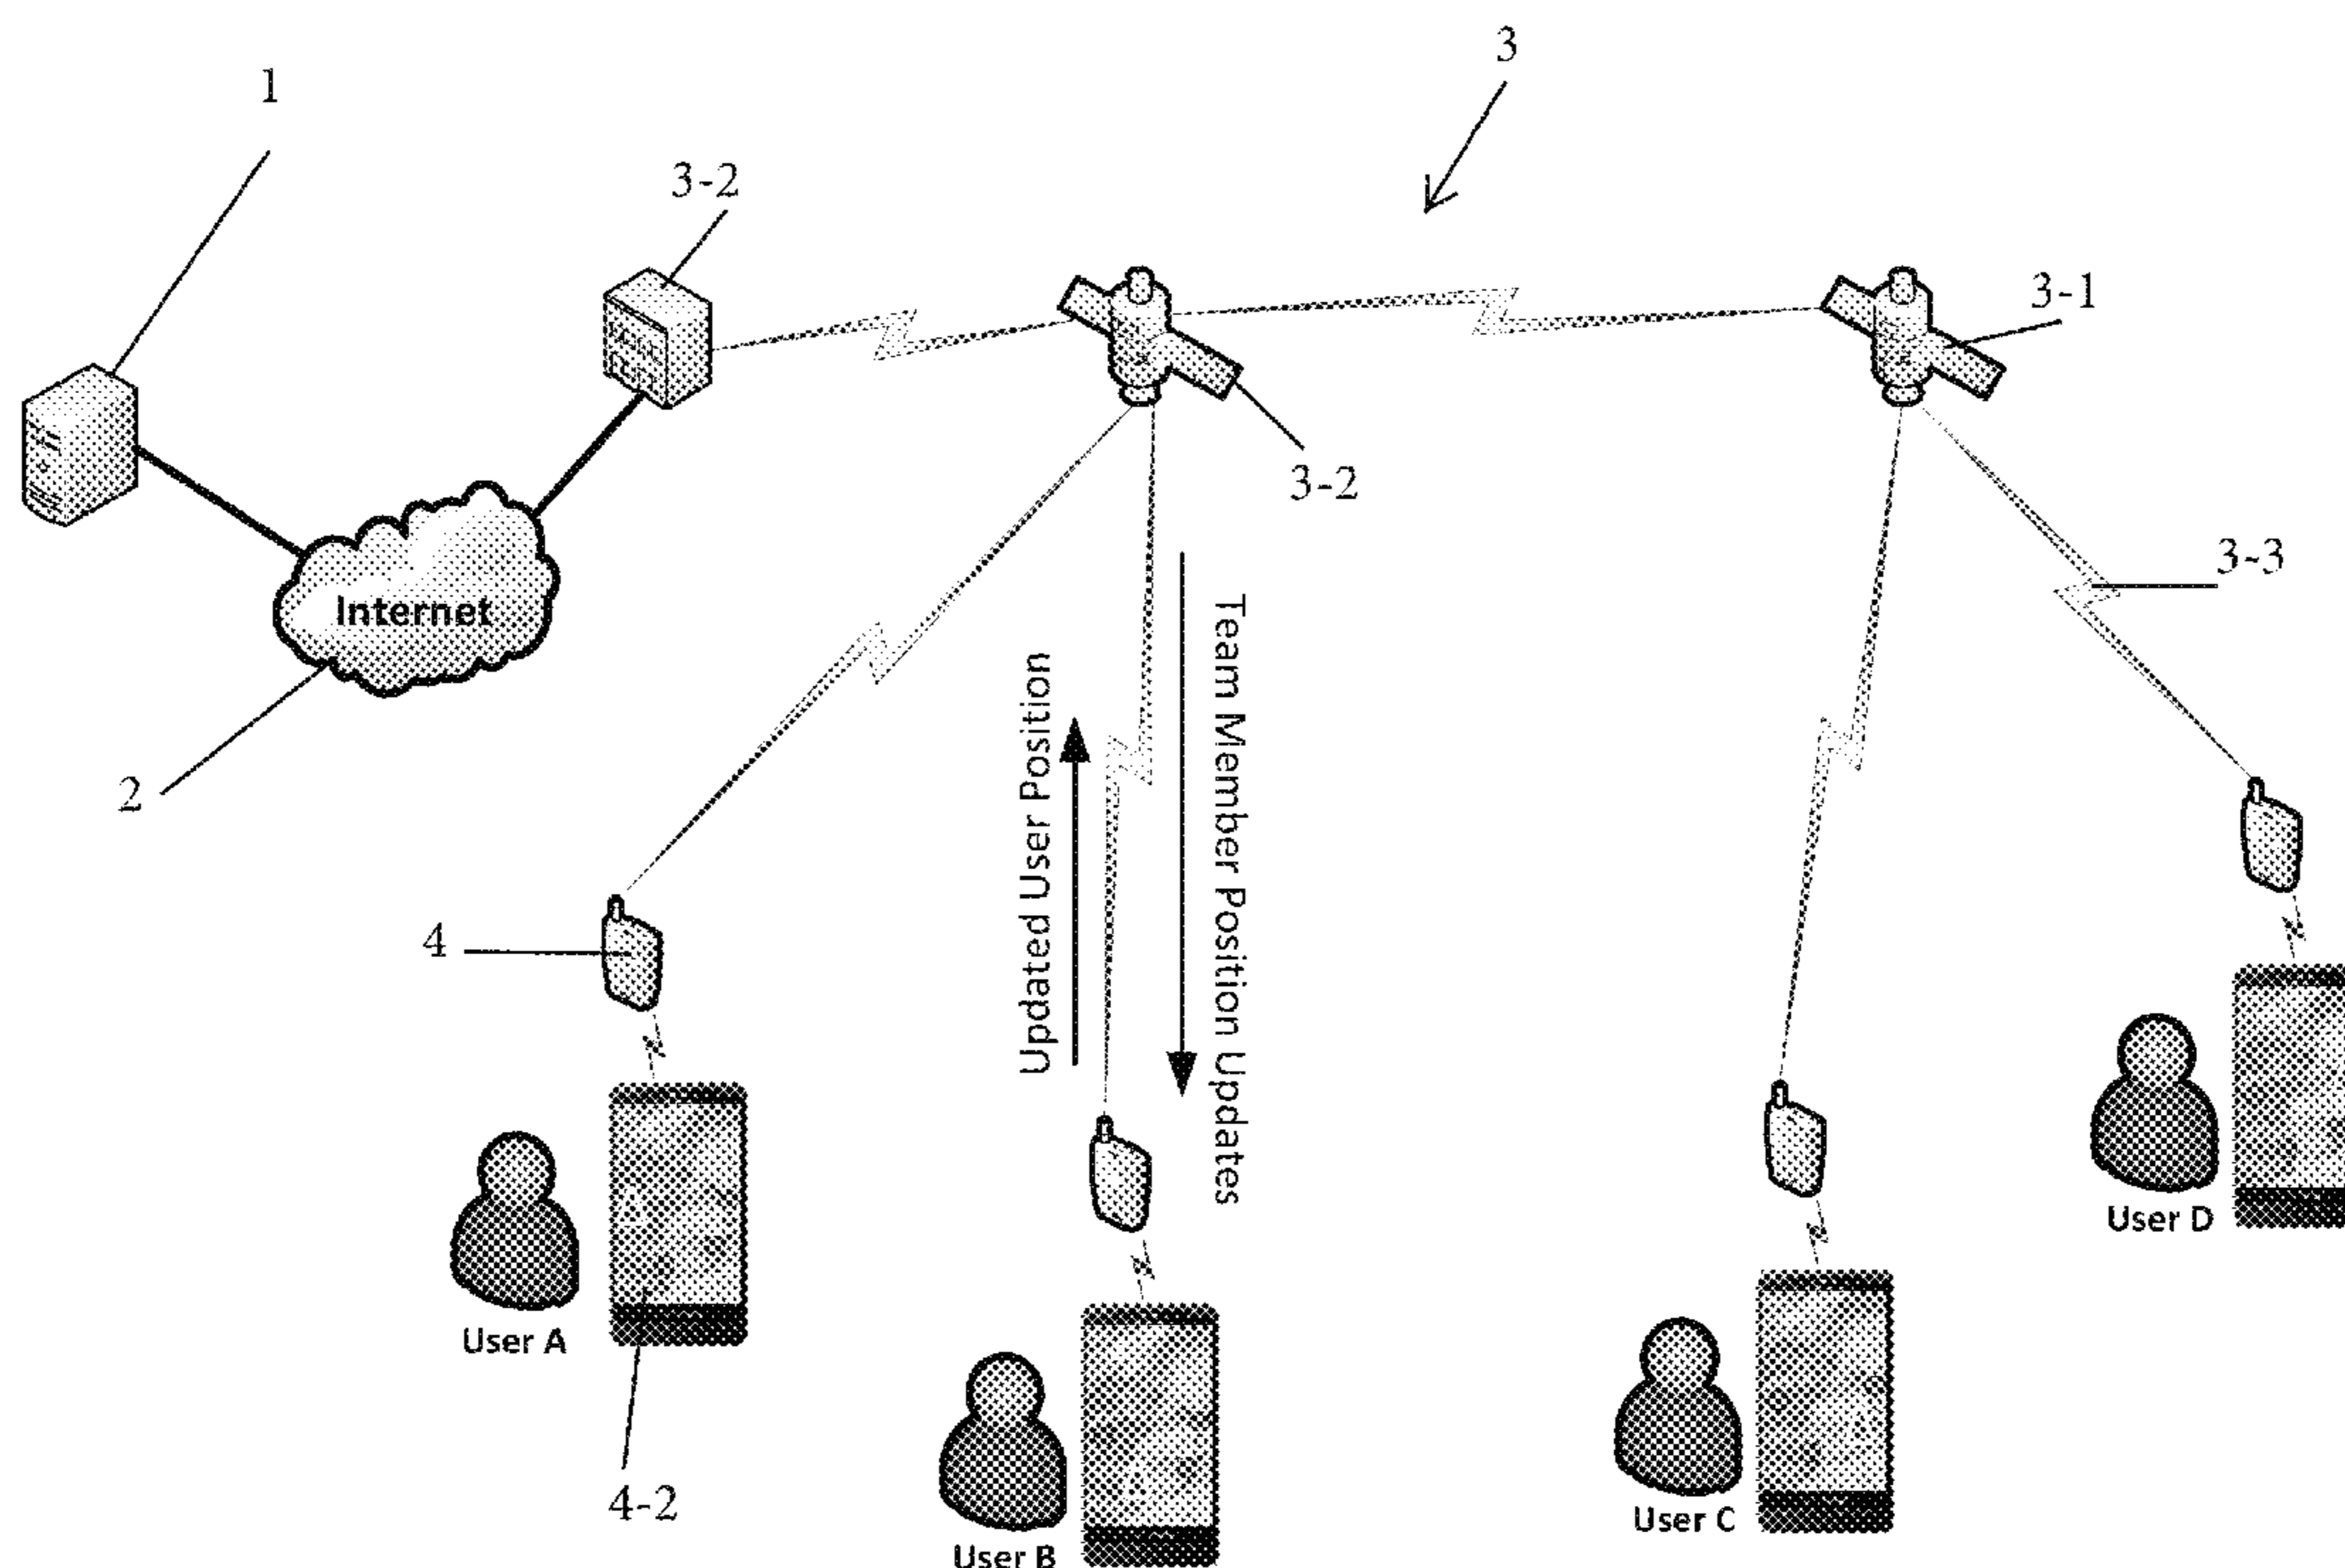 3
1
3-2
3-1
3-2
3-3
Internet
Team Member Position Updates
Updated User Position
2
4
User D
User A
4-2
User C
User B